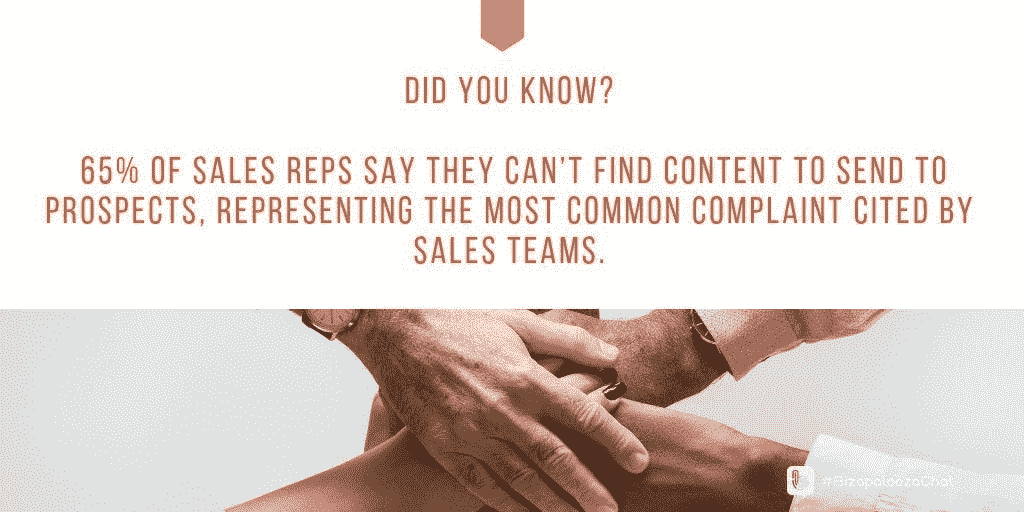 DID YOU KNOW?
65% OF SALES REPS SAY THEY CAN'T FIND CONTENT TO SEND TO
PROSPECTS, REPRESENTING THE MOST COMMON COMPLAINT CITED BY
SALES TEAMS.
#BizapaloozaChat